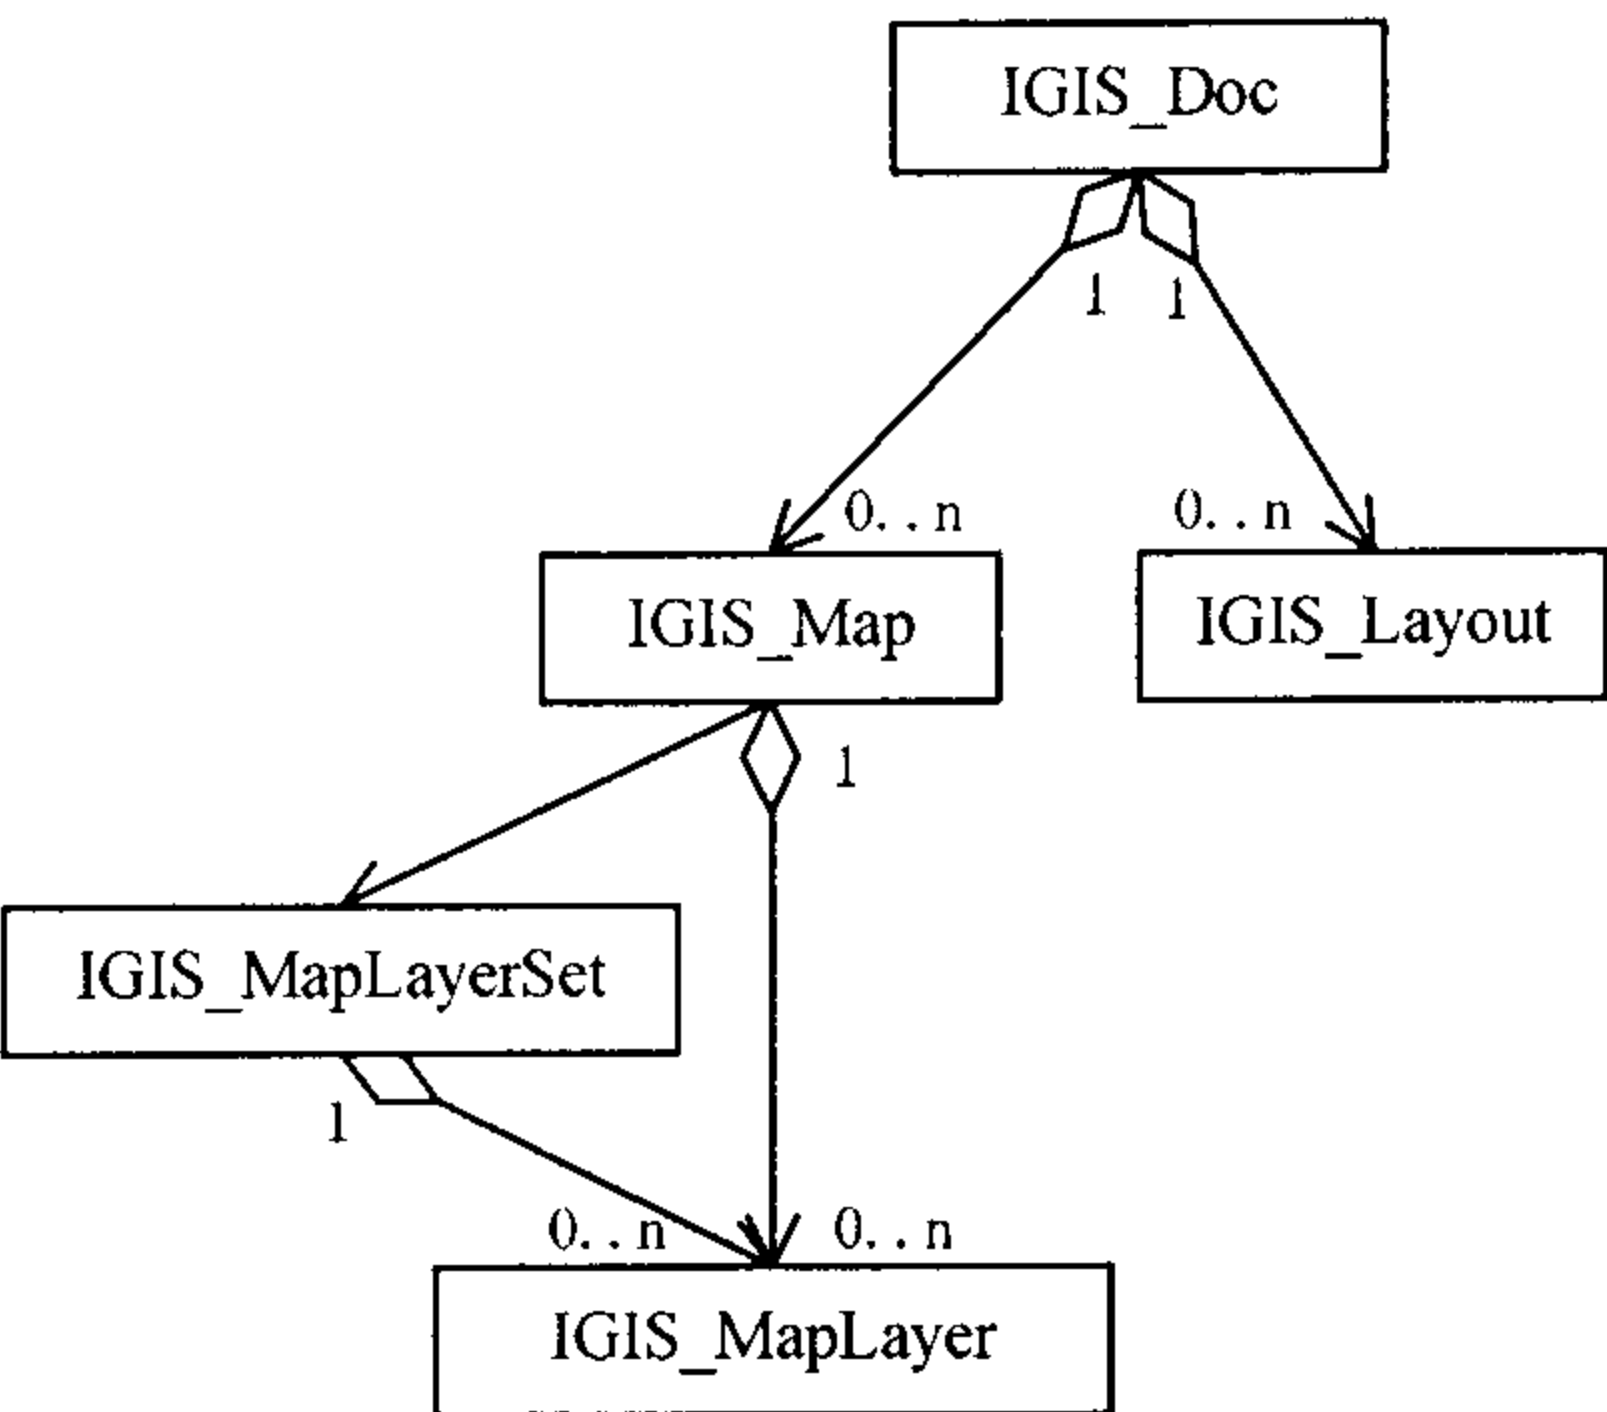 IGIS_Doc
1 1
0..n 0..n
IGIS_Map IGIS_Layout
1
IGIS_MapLayerSet
1
0..n 0..n
IGIS_MapLayer